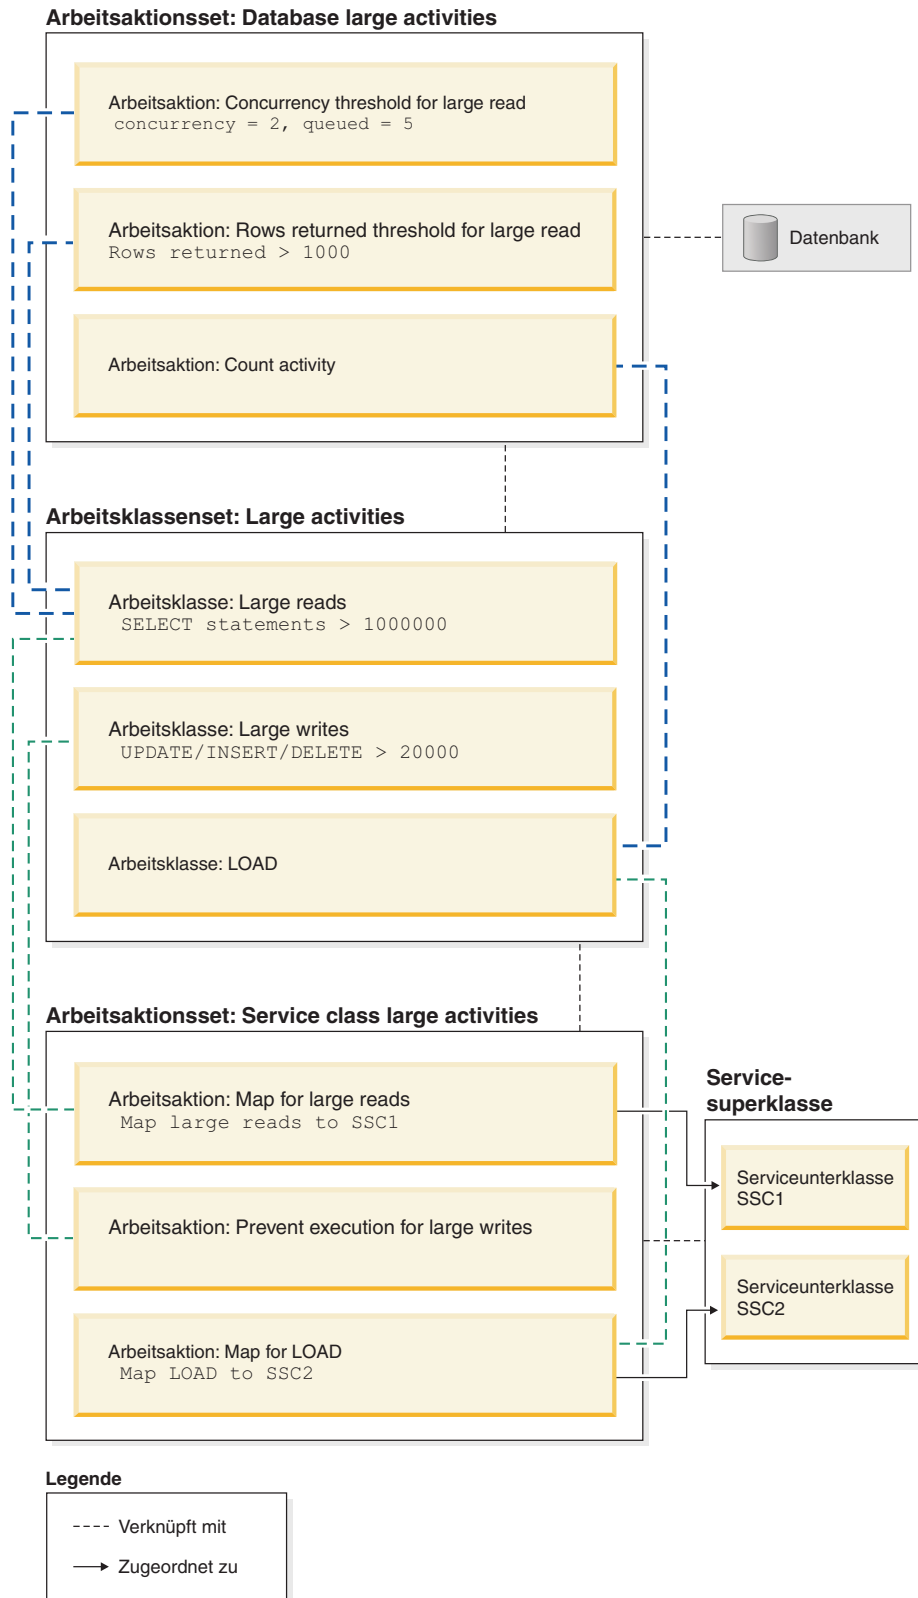 Arbeitsaktionsset: Database large activities
Arbeitsaktion: Concurrency threshold for large read
concurrency = 2, queued = 5
Arbeitsaktion: Rows returned threshold for large read
Rows returned > 1000
Datenbank
Arbeitsaktion: Count activity
Arbeitsklassenset: Large activities
Arbeitsklasse: Large reads
SELECT statements > 1000000
Arbeitsklasse: Large writes
UPDATE/INSERT/DELETE > 20000
Arbeitsklasse: LOAD
Arbeitsaktionsset: Service class large activities
Arbeitsaktion: Map for large reads
Map large reads to SSC1
Arbeitsaktion: Prevent execution for large writes
Arbeitsaktion: Map for LOAD
Map LOAD to SSC2
Service-
superklasse
Serviceunterklasse
SSC1
Serviceunterklasse
SSC2
Legende
Verknüpft mit
Zugeordnet zu